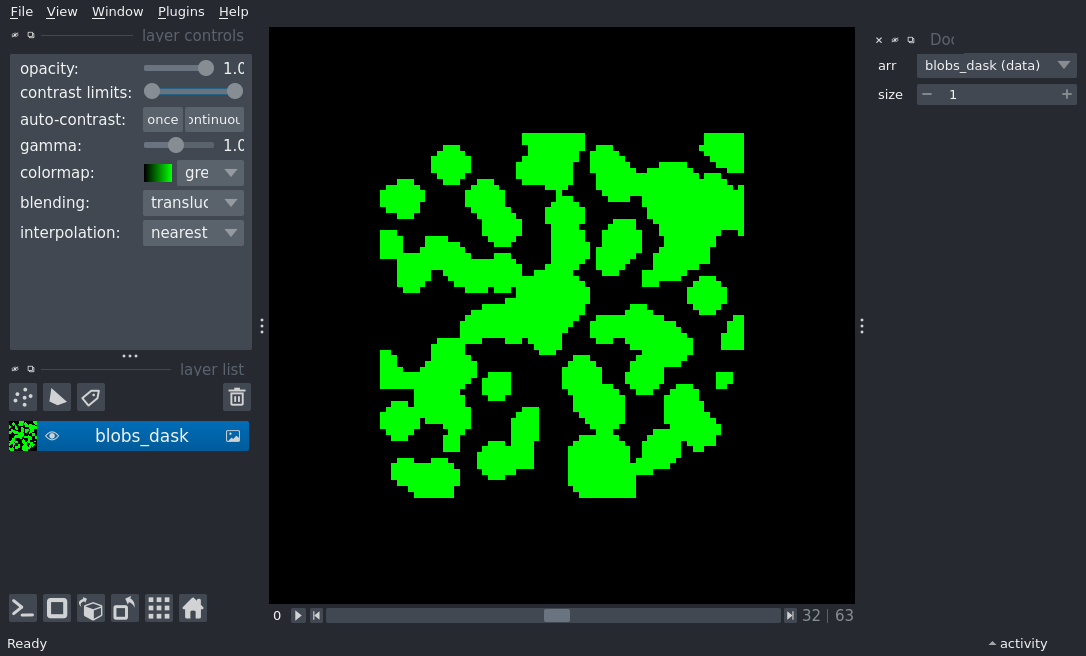 File View Window Plugins Help
layer controls
opacity: 1.0
contrast limits:
auto-contrast: once ontinuou
gamma: 1.0
colormap: gre
blending: transluc
interpolation: nearest
layer list
blobs_dask
0 32 | 63
Ready
Doc
arr blobs_dask (data)
size 1
activity